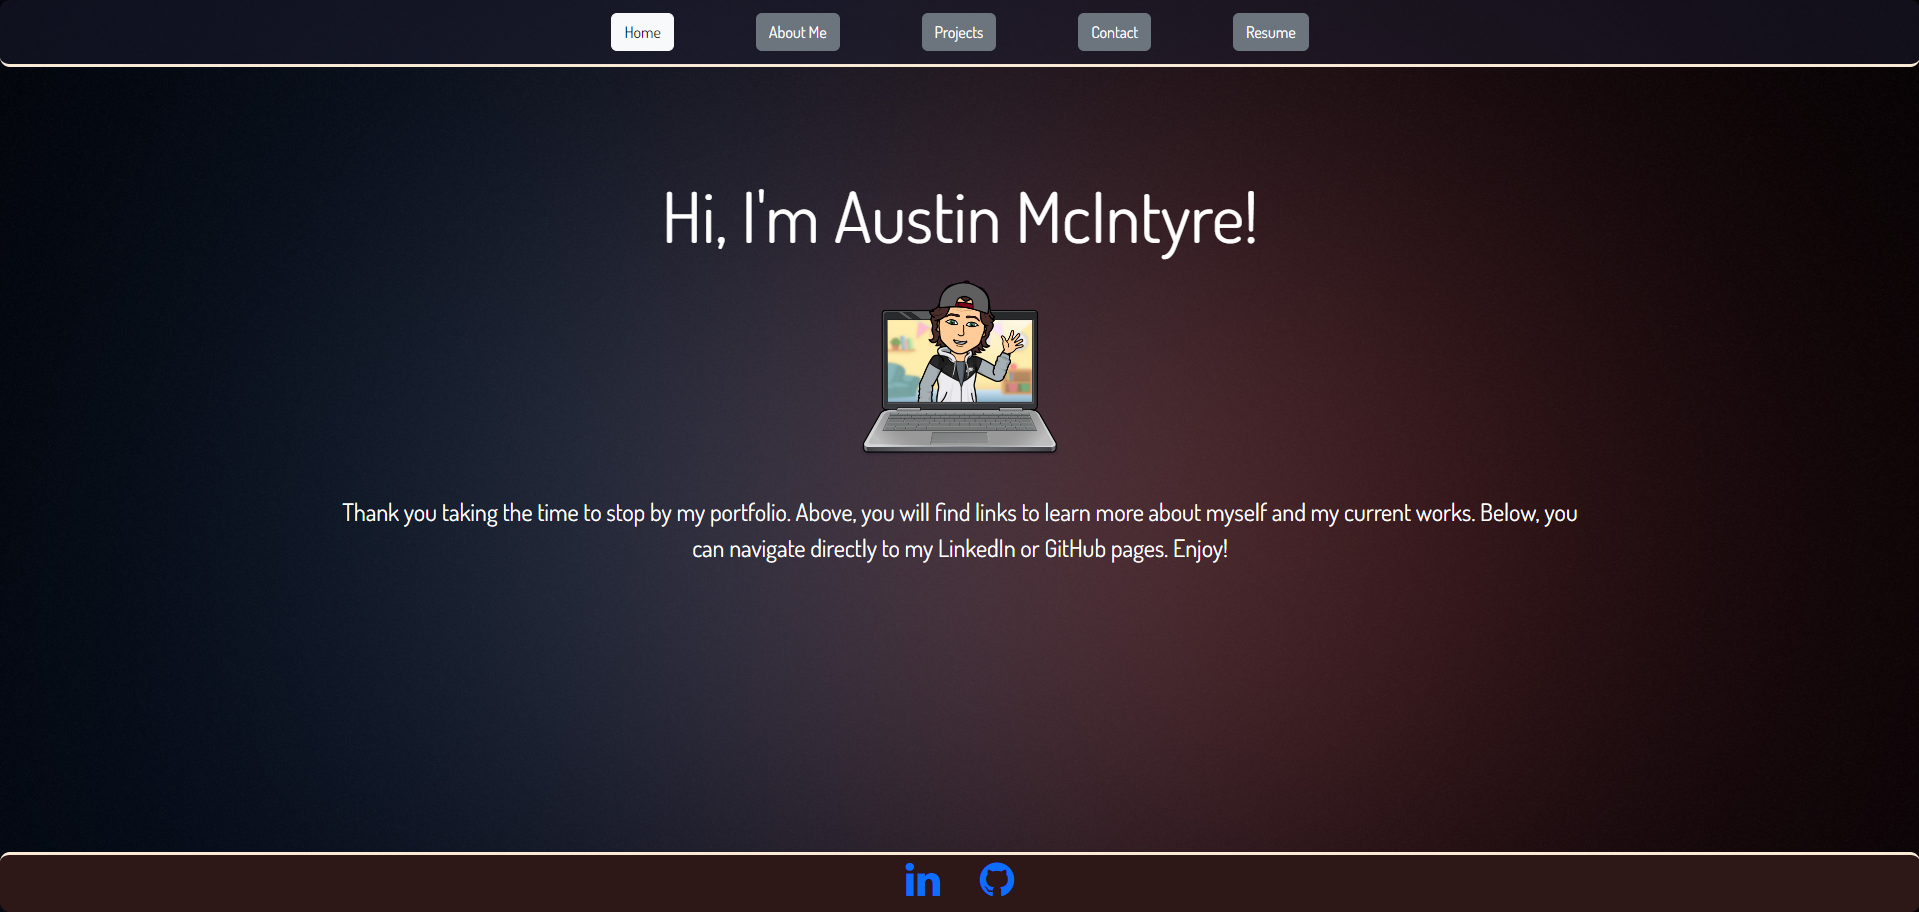 Home
About Me
Projects
Contact
Resume
Hi, I'm Austin McIntyre!
Thank you taking the time to stop by my portfolio. Above, you will find links to learn more about myself and my current works. Below, you
can navigate directly to my LinkedIn or GitHub pages. Enjoy!
in